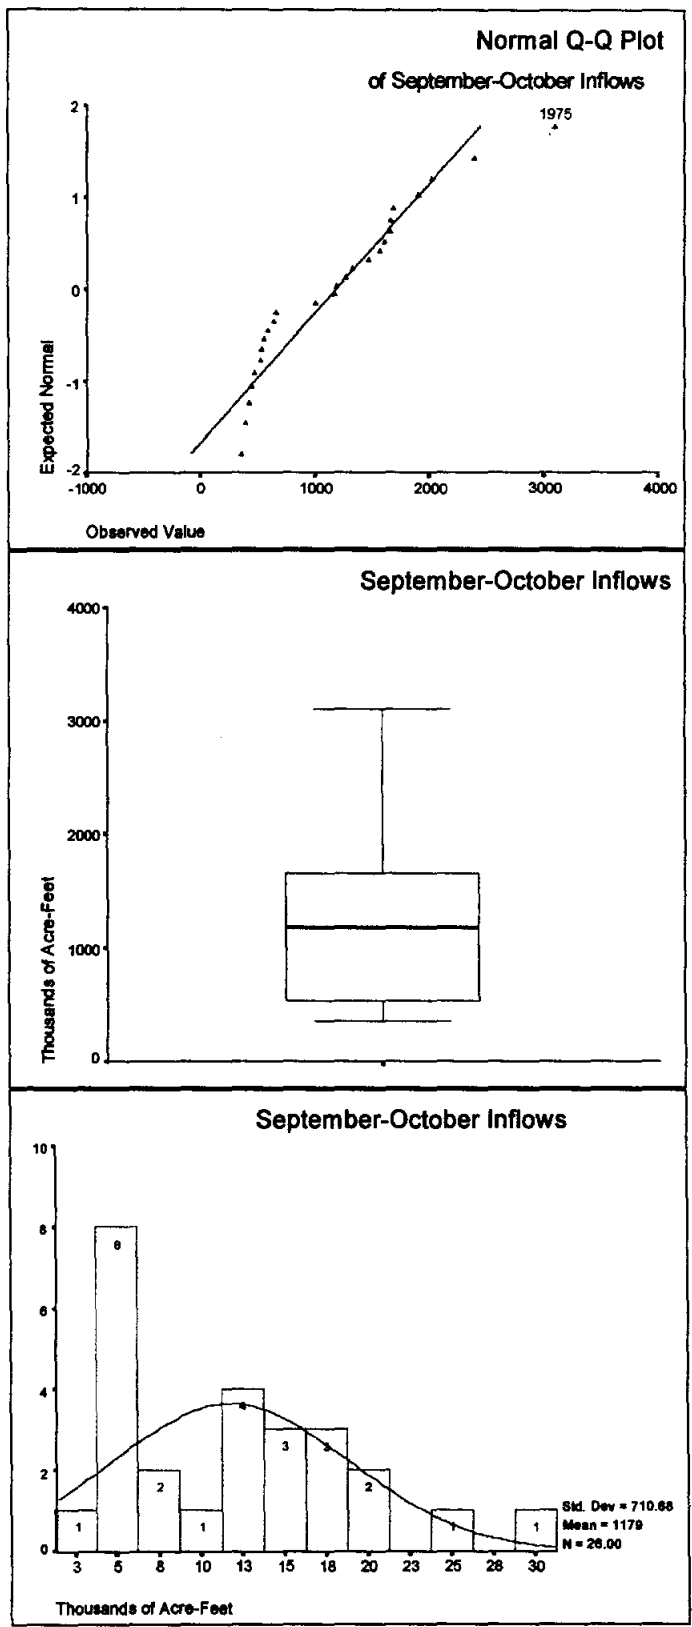 Normal Q-Q Plot
of September-October Inflows
1975
2
1
0
-1
-2
Expected Normal
-1000 0 1000 2000 3000 4000
Observed Value
September-October Inflows
4000
3000
2000
1000
0
Thousands of Acre-Feet
September-October Inflows
10
8
6
4
2
0
8
4
3
3
2
2
1
1
1
1
Std. Dev = 710.68
Mean = 1179
N = 26.00
3 5 8 10 13 15 18 20 23 25 28 30
Thousands of Acre-Feet